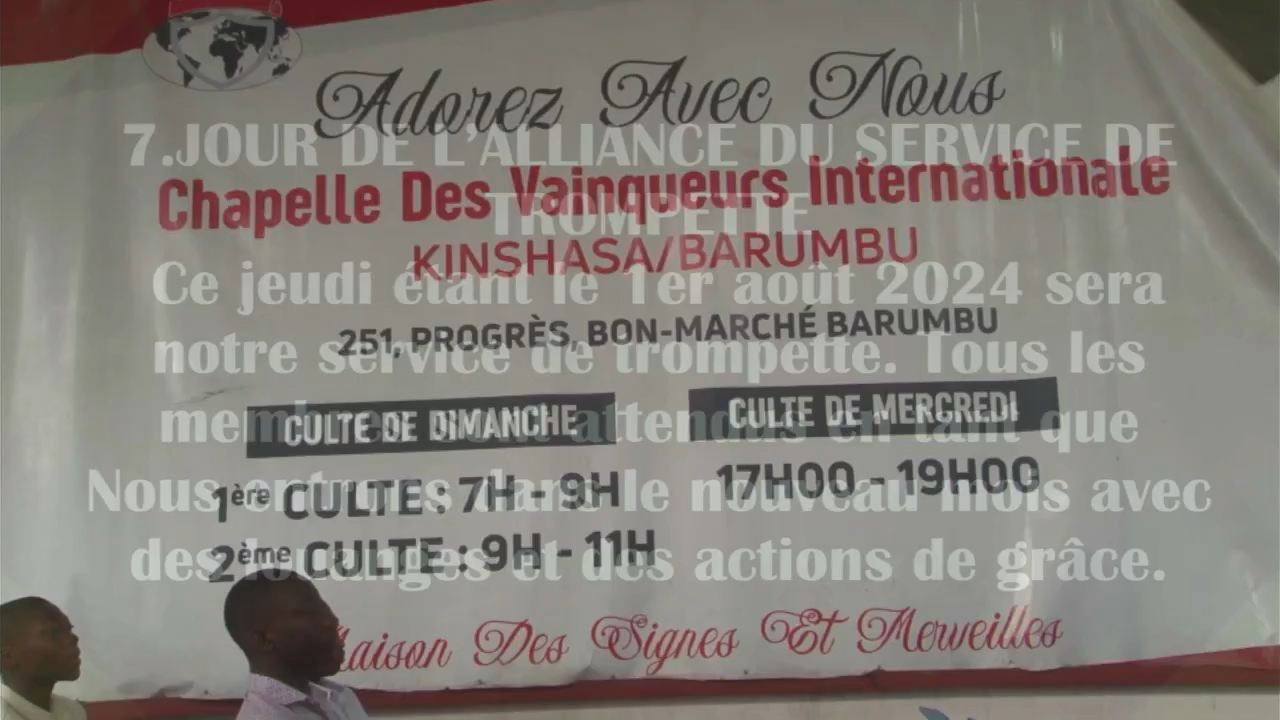 Adorez Avec Nous
7.JOUR DE L'ALLIANCE DU SERVICE DE
Chapelle Des Vainqueurs Internationale
TROMPETTE
KINSHASA/BARUMBU
Ce jeudi étant le 1er août 2024 sera
251, PROGRÈS, BON-MARCHÉ BARUMBU
notre service de trompette. Tous les
CULTE DE DIMANCHE CULTE DE MERCREDI
attendus en tant que
1ère CULTE : 7H - 9H 17H00 - 19H00
Nous dans le nouveau mois avec
2ème CULTE : 9H - 11H
des louanges et des actions de grâce.
Maison Des Signes Et Merveilles